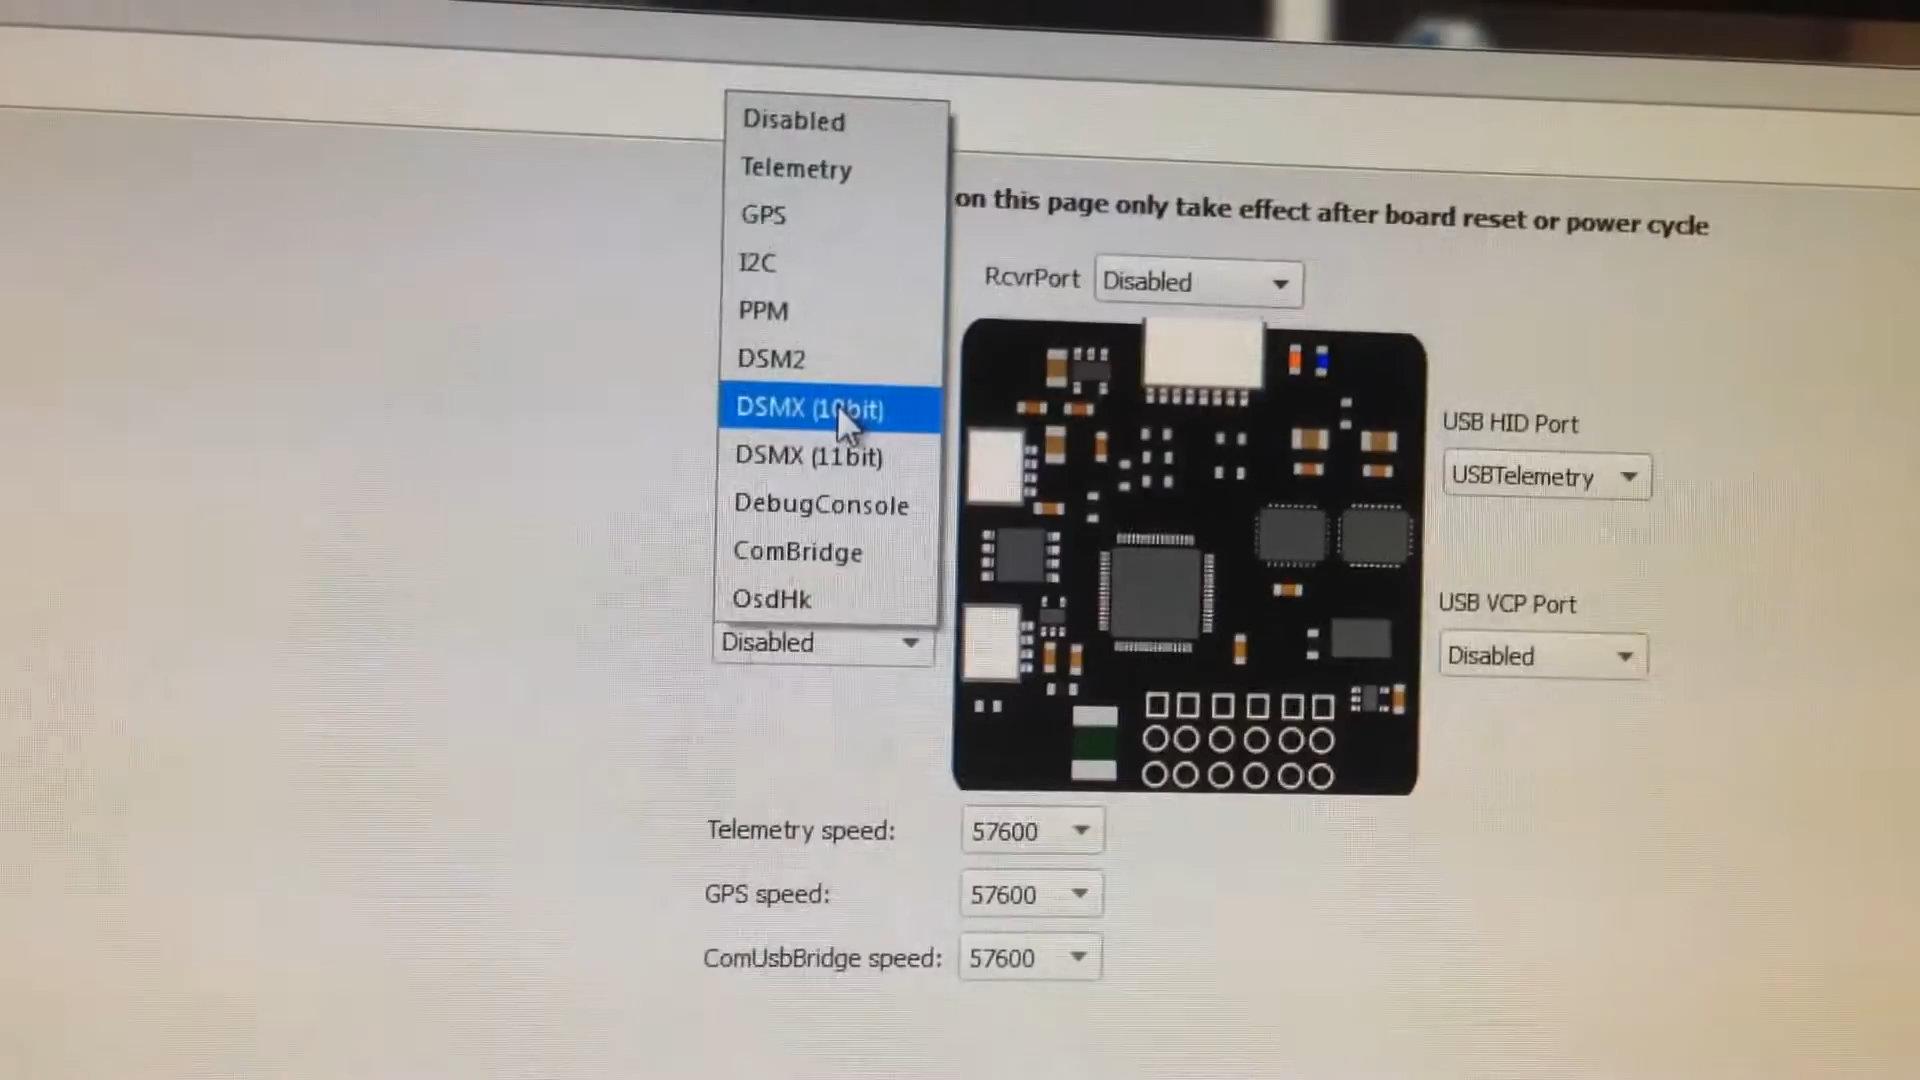 Disabled
Telemetry
GPS
I2C
PPM
DSM2
DSMX (10bit)
DSMX (11bit)
DebugConsole
ComBridge
OsdHk
Disabled
on this page only take effect after board reset or power cycle
RcvrPort Disabled
USB HID Port
USBTelemetry
USB VCP Port
Disabled
Telemetry speed: 57600
GPS speed: 57600
ComUsbBridge speed: 57600